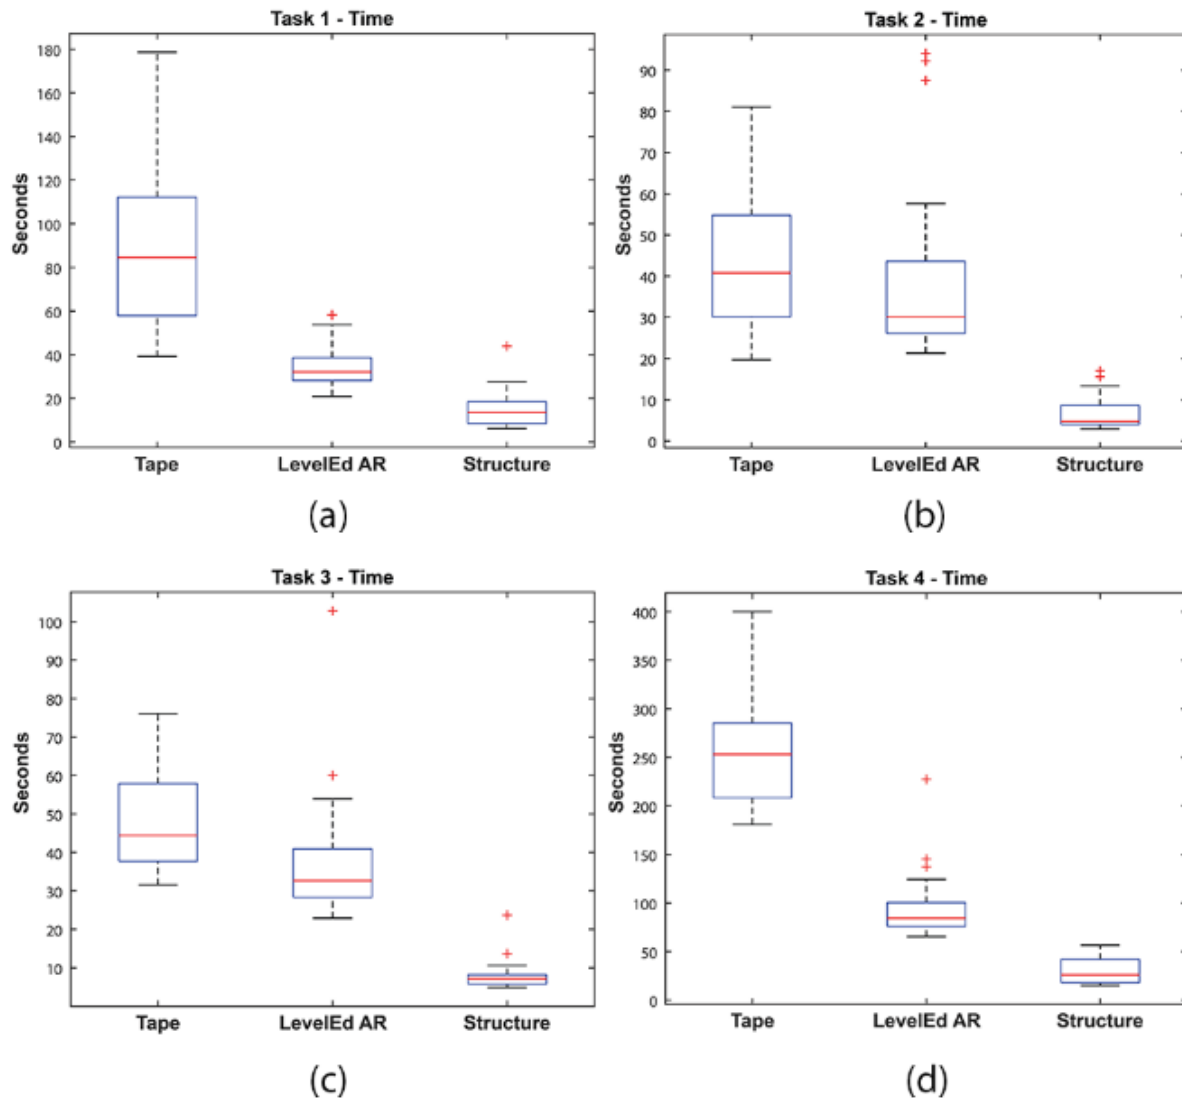 Task 1 - Time
180
160
140
120
100
80
60
40
20
0
Seconds
Tape LevelEd AR Structure
(a)
Task 2 - Time
90
80
70
60
50
40
30
20
10
0
Seconds
Tape LevelEd AR Structure
(b)
Task 3 - Time
100
90
80
70
60
50
40
30
20
10
Seconds
Tape LevelEd AR Structure
(c)
Task 4 - Time
400
350
300
250
200
150
100
50
0
Seconds
Tape LevelEd AR Structure
(d)